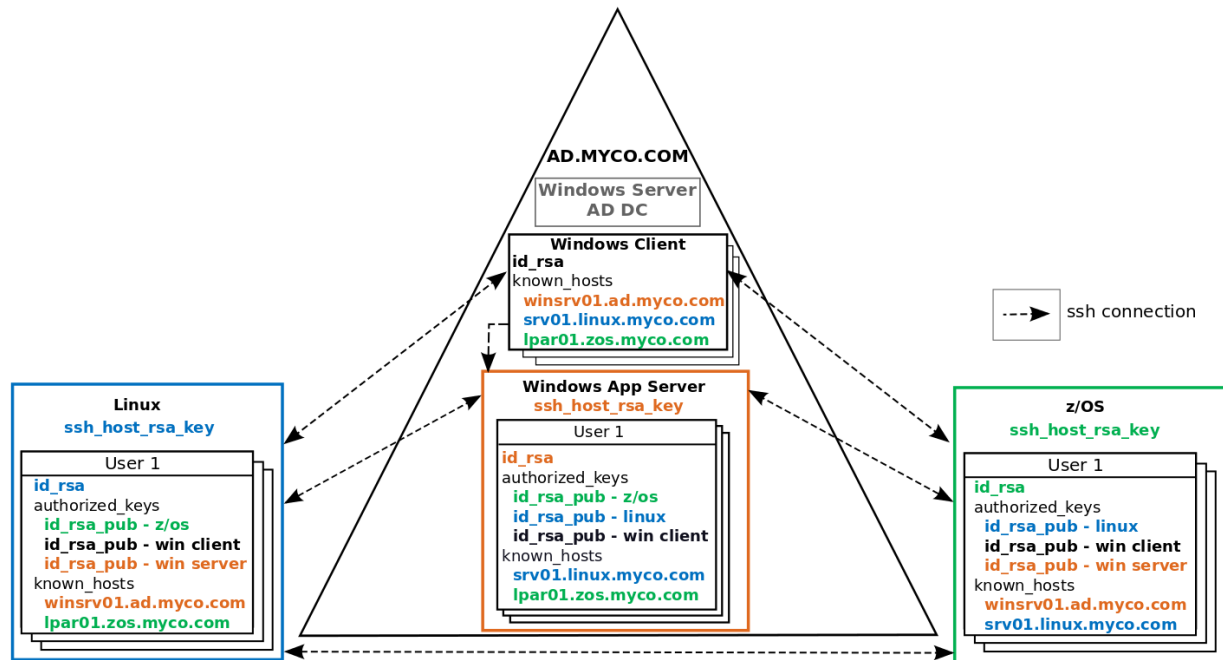 AD.MYCO.COM
Windows Server
AD DC
Windows Client
id_rsa
known_hosts
winsrv01.ad.myco.com
srv01.linux.myco.com
lpar01.zos.myco.com
ssh connection
Linux
ssh_host_rsa_key
User 1
id_rsa
authorized_keys
id_rsa_pub - z/os
id_rsa_pub - win client
id_rsa_pub - win server
known_hosts
winsrv01.ad.myco.com
lpar01.zos.myco.com
Windows App Server
ssh_host_rsa_key
User 1
id_rsa
authorized_keys
id_rsa_pub - z/os
id_rsa_pub - linux
id_rsa_pub - win client
known_hosts
srv01.linux.myco.com
lpar01.zos.myco.com
z/OS
ssh_host_rsa_key
User 1
id_rsa
authorized_keys
id_rsa_pub - linux
id_rsa_pub - win client
id_rsa_pub - win server
known_hosts
winsrv01.ad.myco.com
srv01.linux.myco.com